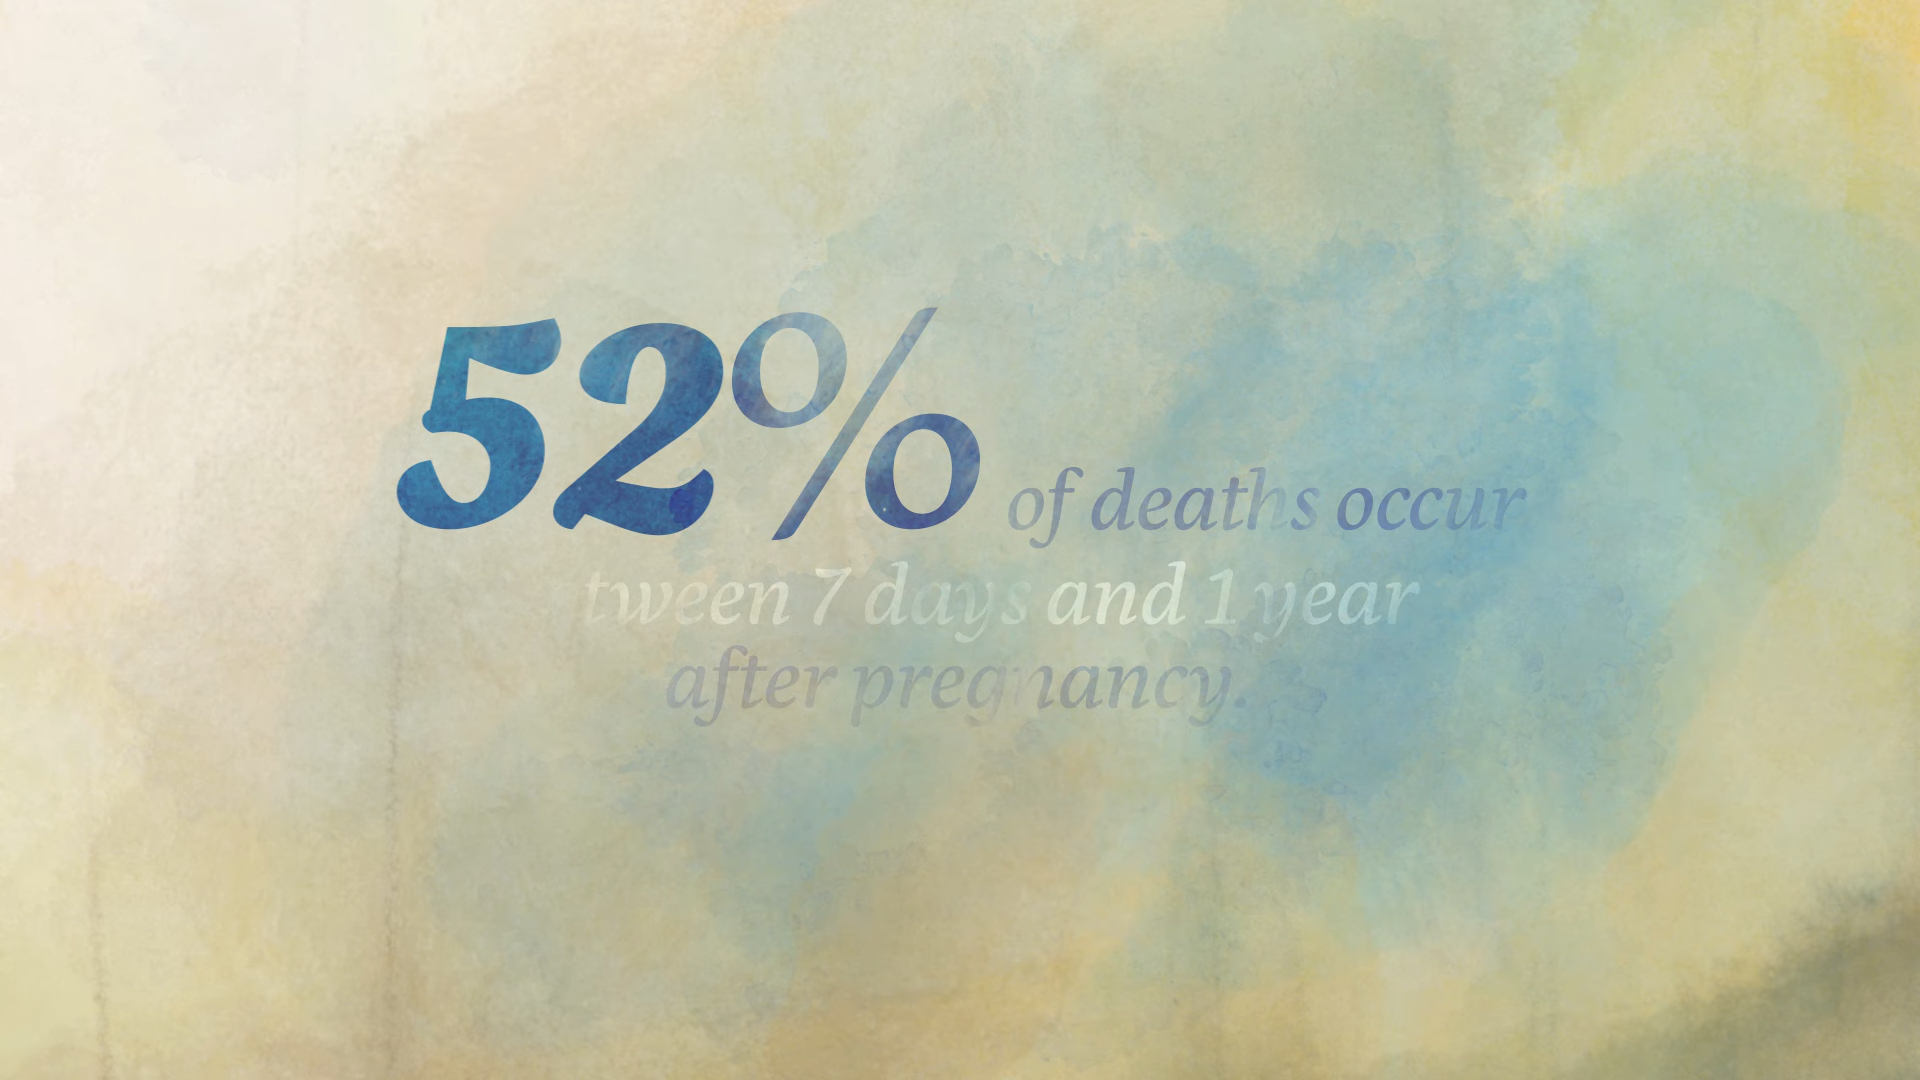 52% of deaths occur
tween 7 days and 1 year
after pregnancy.